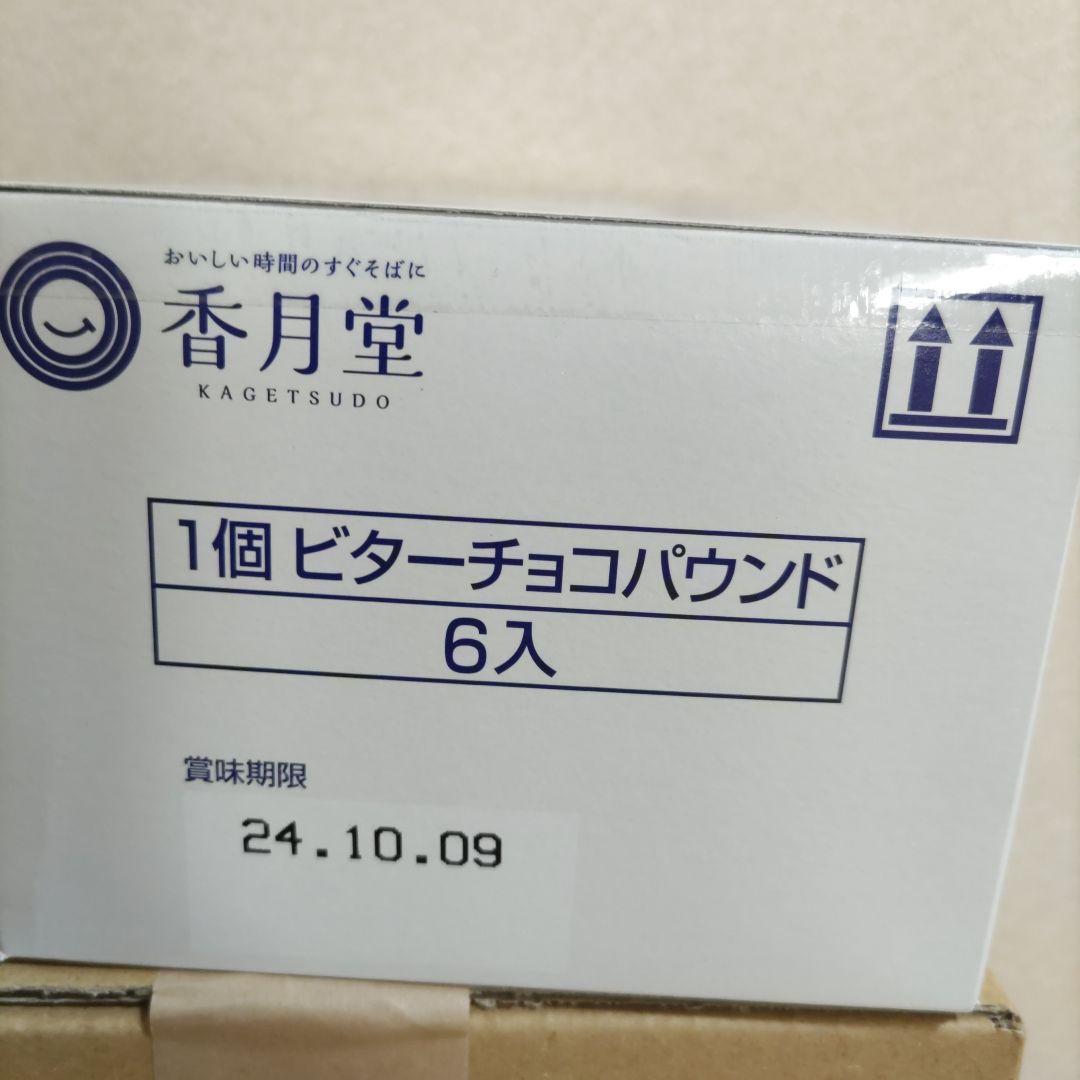 おいしい時間のすぐそばに
香月堂
KAGETSUDO
1個 ビターチョコパウンド
6入
賞味期限
24.10.09